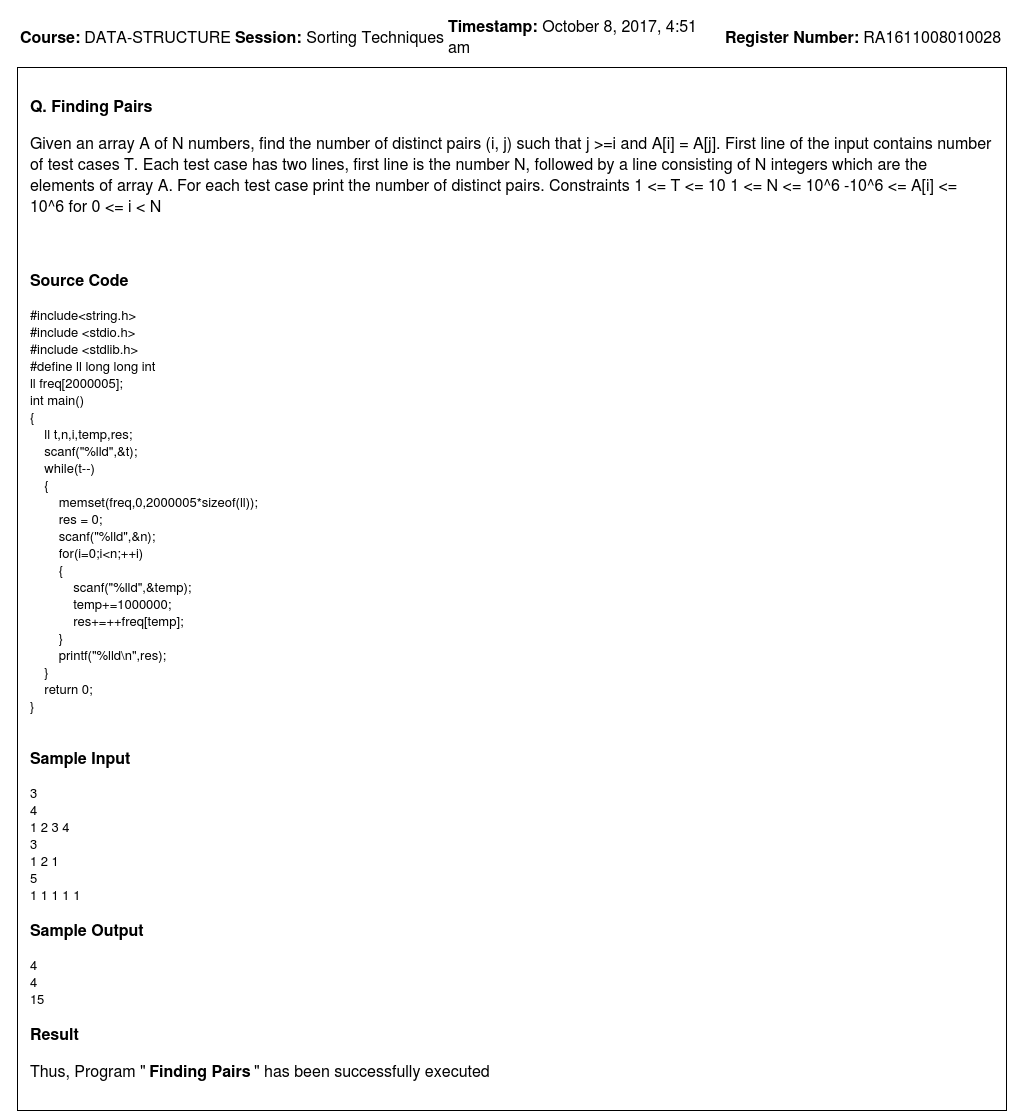 Course: DATA-STRUCTURE Session: Sorting Techniques Timestamp: October 8, 2017, 4:51 am Register Number: RA1611008010028
Q. Finding Pairs
Given an array A of N numbers, find the number of distinct pairs (i, j) such that j >=i and A[i] = A[j]. First line of the input contains number
of test cases T. Each test case has two lines, first line is the number N, followed by a line consisting of N integers which are the
elements of array A. For each test case print the number of distinct pairs. Constraints 1 <= T <= 10 1 <= N <= 10^6 -10^6 <= A[i] <=
10^6 for 0 <= i < N
Source Code
#include<string.h>
#include <stdio.h>
#include <stdlib.h>
#define ll long long int
ll freq[2000005];
int main()
{
    ll t,n,i,temp,res;
    scanf("%lld",&t);
    while(t--)
    {
        memset(freq,0,2000005*sizeof(ll));
        res = 0;
        scanf("%lld",&n);
        for(i=0;i<n;++i)
        {
            scanf("%lld",&temp);
            temp+=1000000;
            res+=++freq[temp];
        }
        printf("%lld\n",res);
    }
    return 0;
}
Sample Input
3
4
1 2 3 4
3
1 2 1
5
1 1 1 1 1
Sample Output
4
4
15
Result
Thus, Program " Finding Pairs " has been successfully executed